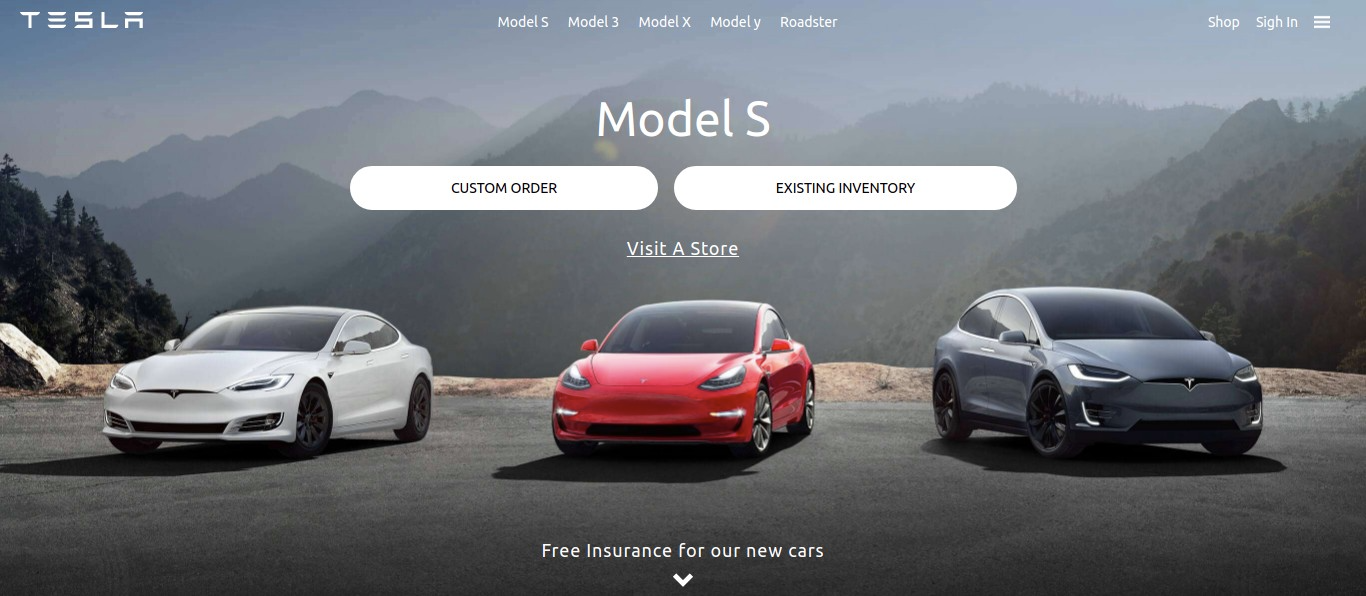 TESLA
Model S Model 3 Model X Model y Roadster
Shop Sigh In
Model S
CUSTOM ORDER EXISTING INVENTORY
Visit A Store
Free Insurance for our new cars